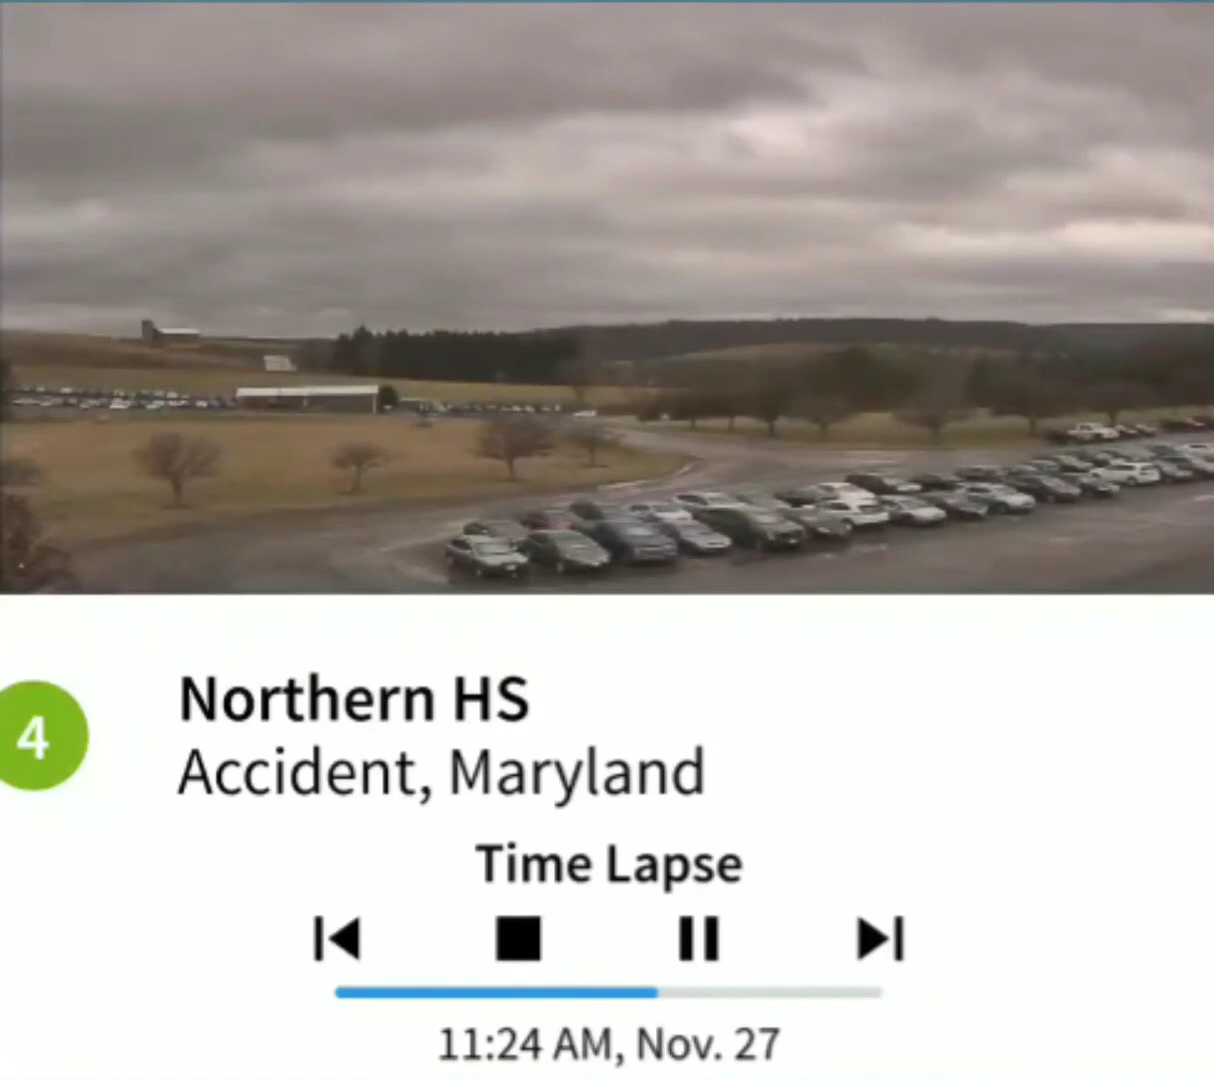 4
Northern HS
Accident, Maryland
Time Lapse
11:24 AM, Nov. 27